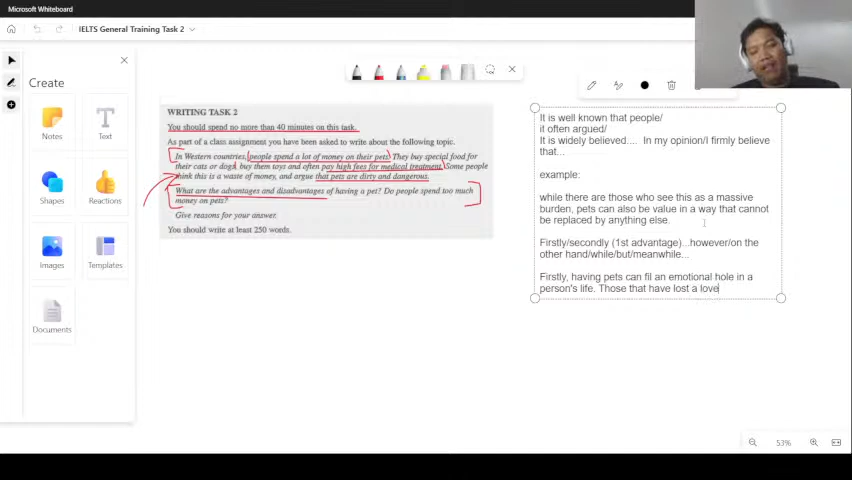 Microsoft Whiteboard
IELTS General Training Task 2
Create
Notes
Text
Shapes
Reactions
Images
Templates
Documents
WRITING TASK 2
You should spend no more than 40 minutes on this task.
As part of a class assignment you have been asked to write about the following topic.
In Western countries, people spend a lot of money on their pets. They buy special food for
their cats or dogs, buy them toys and often pay high fees for medical treatment. Some people
think this is a waste of money, and argue that pets are dirty and dangerous.
What are the advantages and disadvantages of having a pet? Do people spend too much
money on pets?
Give reasons for your answer.
You should write at least 250 words.
It is well known that people/
it often argued/
It is widely believed.... In my opinion/I firmly believe
that...
example:
while there are those who see this as a massive
burden, pets can also be value in a way that cannot
be replaced by anything else.
Firstly/secondly (1st advantage)...however/on the
other hand/while/but/meanwhile...
Firstly, having pets can fil an emotional hole in a
person's life. Those that have lost a love
53%